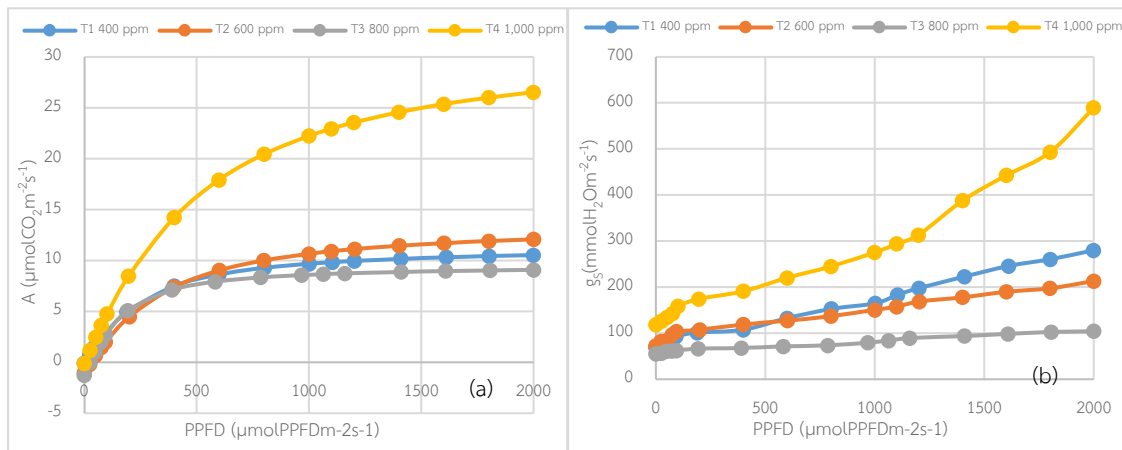 T1 400 ppm T2 600 ppm T3 800 ppm T4 1,000 ppm
30
25
20
15
10
5
0
-5
A (µmolCO2m-2s-1)
0 500 1000 1500 2000
PPFD (µmolPPFDm-2s-1)
(a)
T1 400 ppm T2 600 ppm T3 800 ppm T4 1,000 ppm
700
600
500
400
300
200
100
0
gS(mmolH2Om-2s-1)
0 500 1000 1500 2000
PPFD (µmolPPFDm-2s-1)
(b)